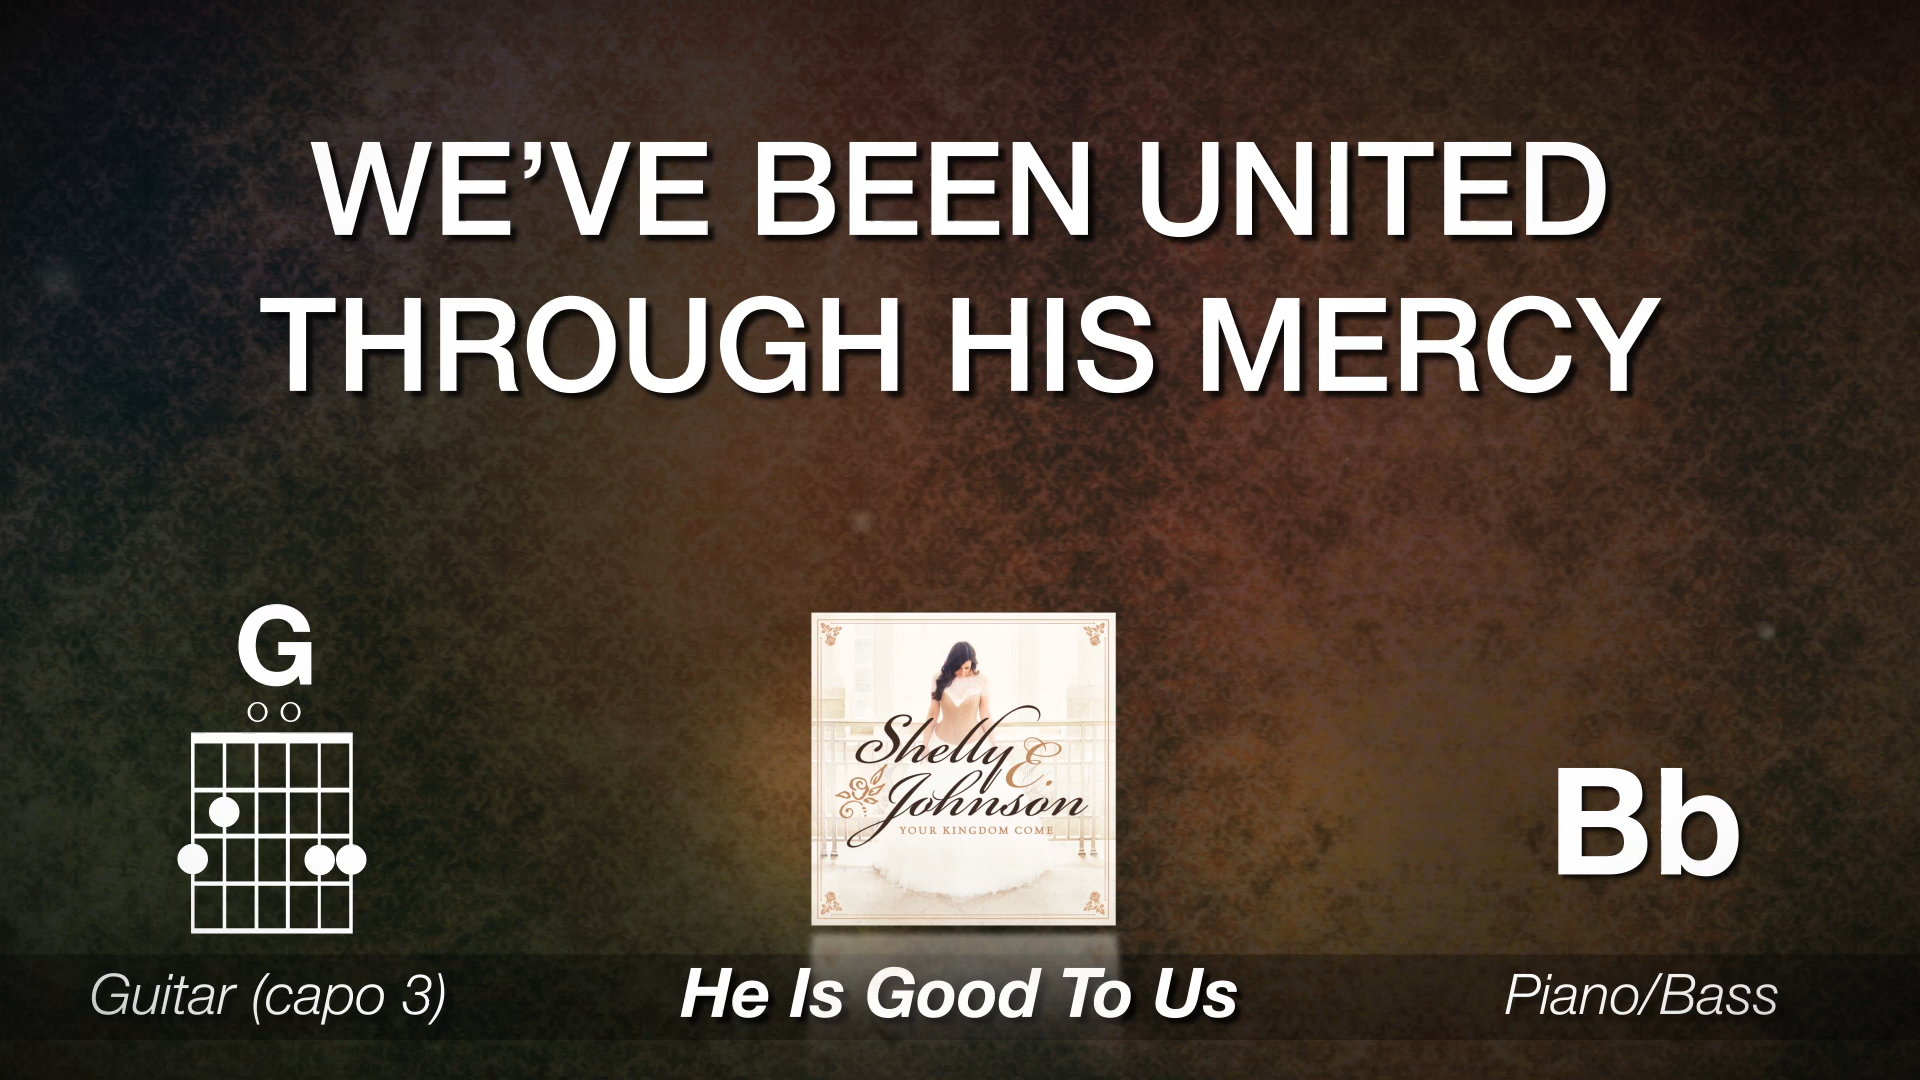 WE’VE BEEN UNITED
THROUGH HIS MERCY
G
Shelly E.
Johnson
YOUR KINGDOM COME
Bb
Guitar (capo 3)
He Is Good To Us
Piano/Bass